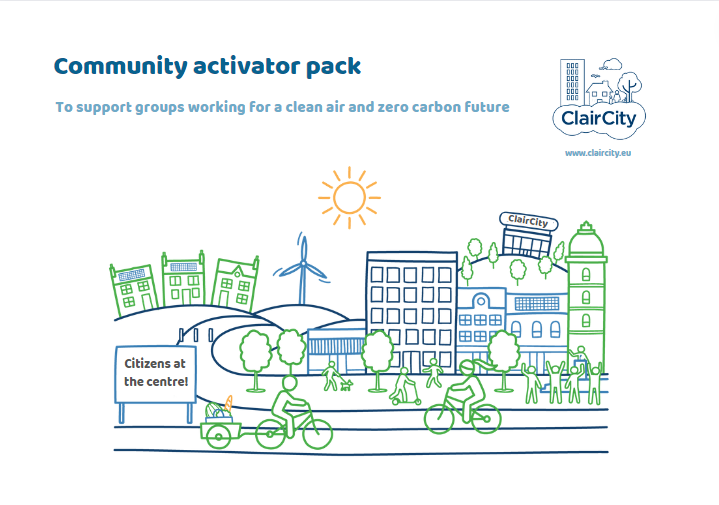 Community activator pack
To support groups working for a clean air and zero carbon future
ClairCity
www.claircity.eu
ClairCity
Citizens at
the centre!